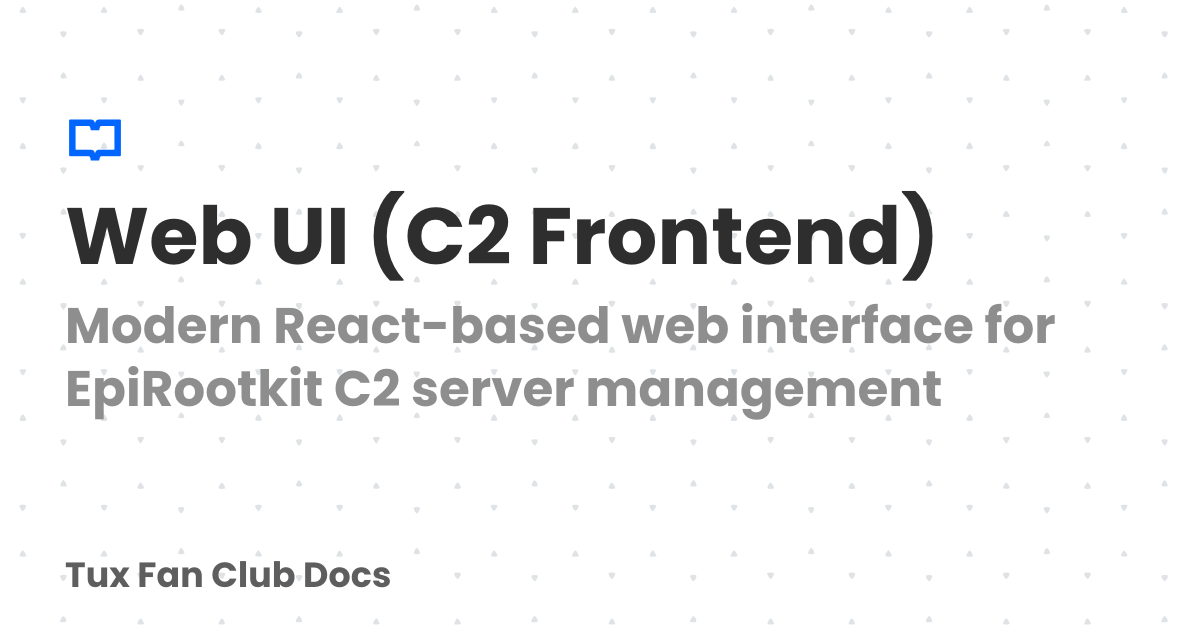 Web UI (C2 Frontend)
Modern React-based web interface for
EpiRootkit C2 server management
Tux Fan Club Docs